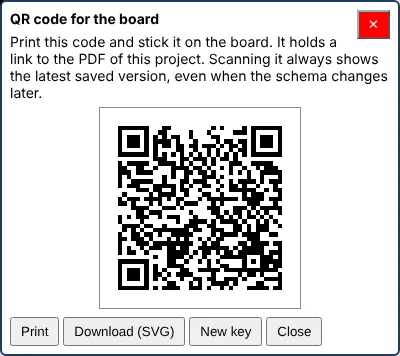 QR code for the board
×
Print this code and stick it on the board. It holds a
link to the PDF of this project. Scanning it always shows
the latest saved version, even when the schema changes
later.
Print
Download (SVG)
New key
Close